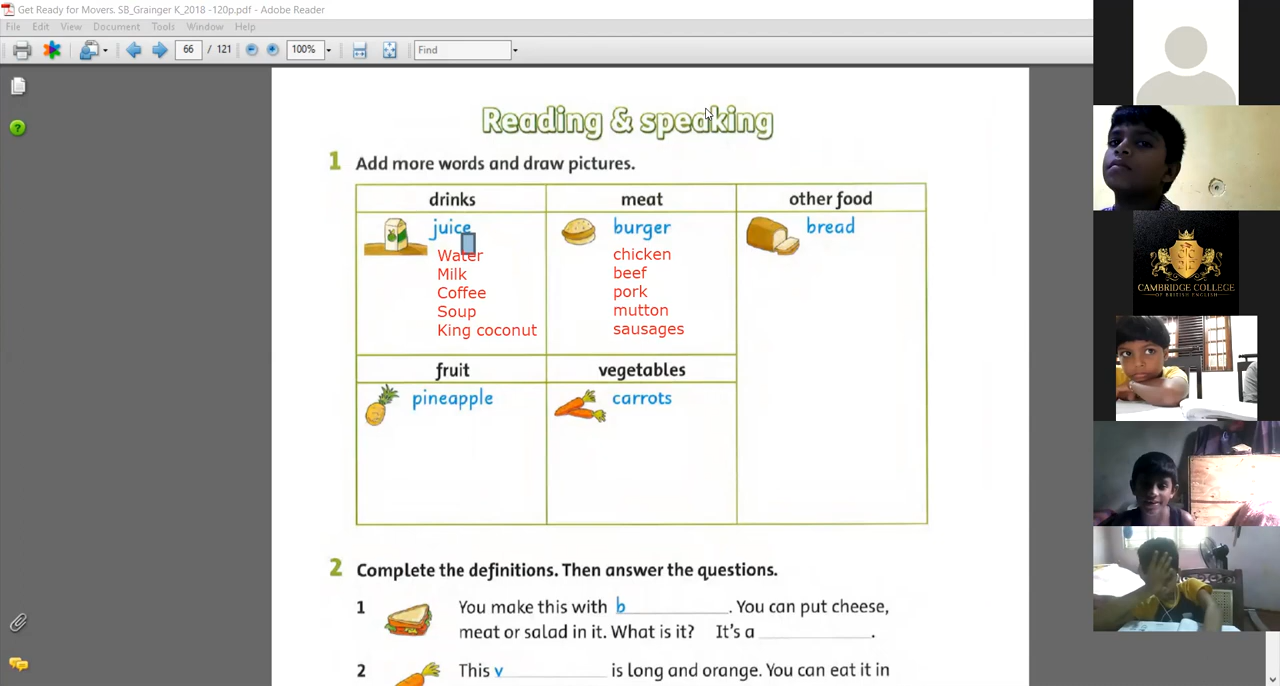 Get Ready for Movers. SB_Grainger K_2018 -120p.pdf - Adobe Reader
File Edit View Document Tools Window Help
66 / 121 100% Find
Reading & speaking
1 Add more words and draw pictures.
drinks meat other food
juice burger bread
Water chicken
Milk beef
Coffee pork
Soup mutton
King coconut sausages
fruit vegetables
pineapple carrots
2 Complete the definitions. Then answer the questions.
1 You make this with b__________. You can put cheese,
meat or salad in it. What is it? It's a __________.
2 This v__________ is long and orange. You can eat it in
CAMBRIDGE COLLEGE
OF BRITISH ENGLISH